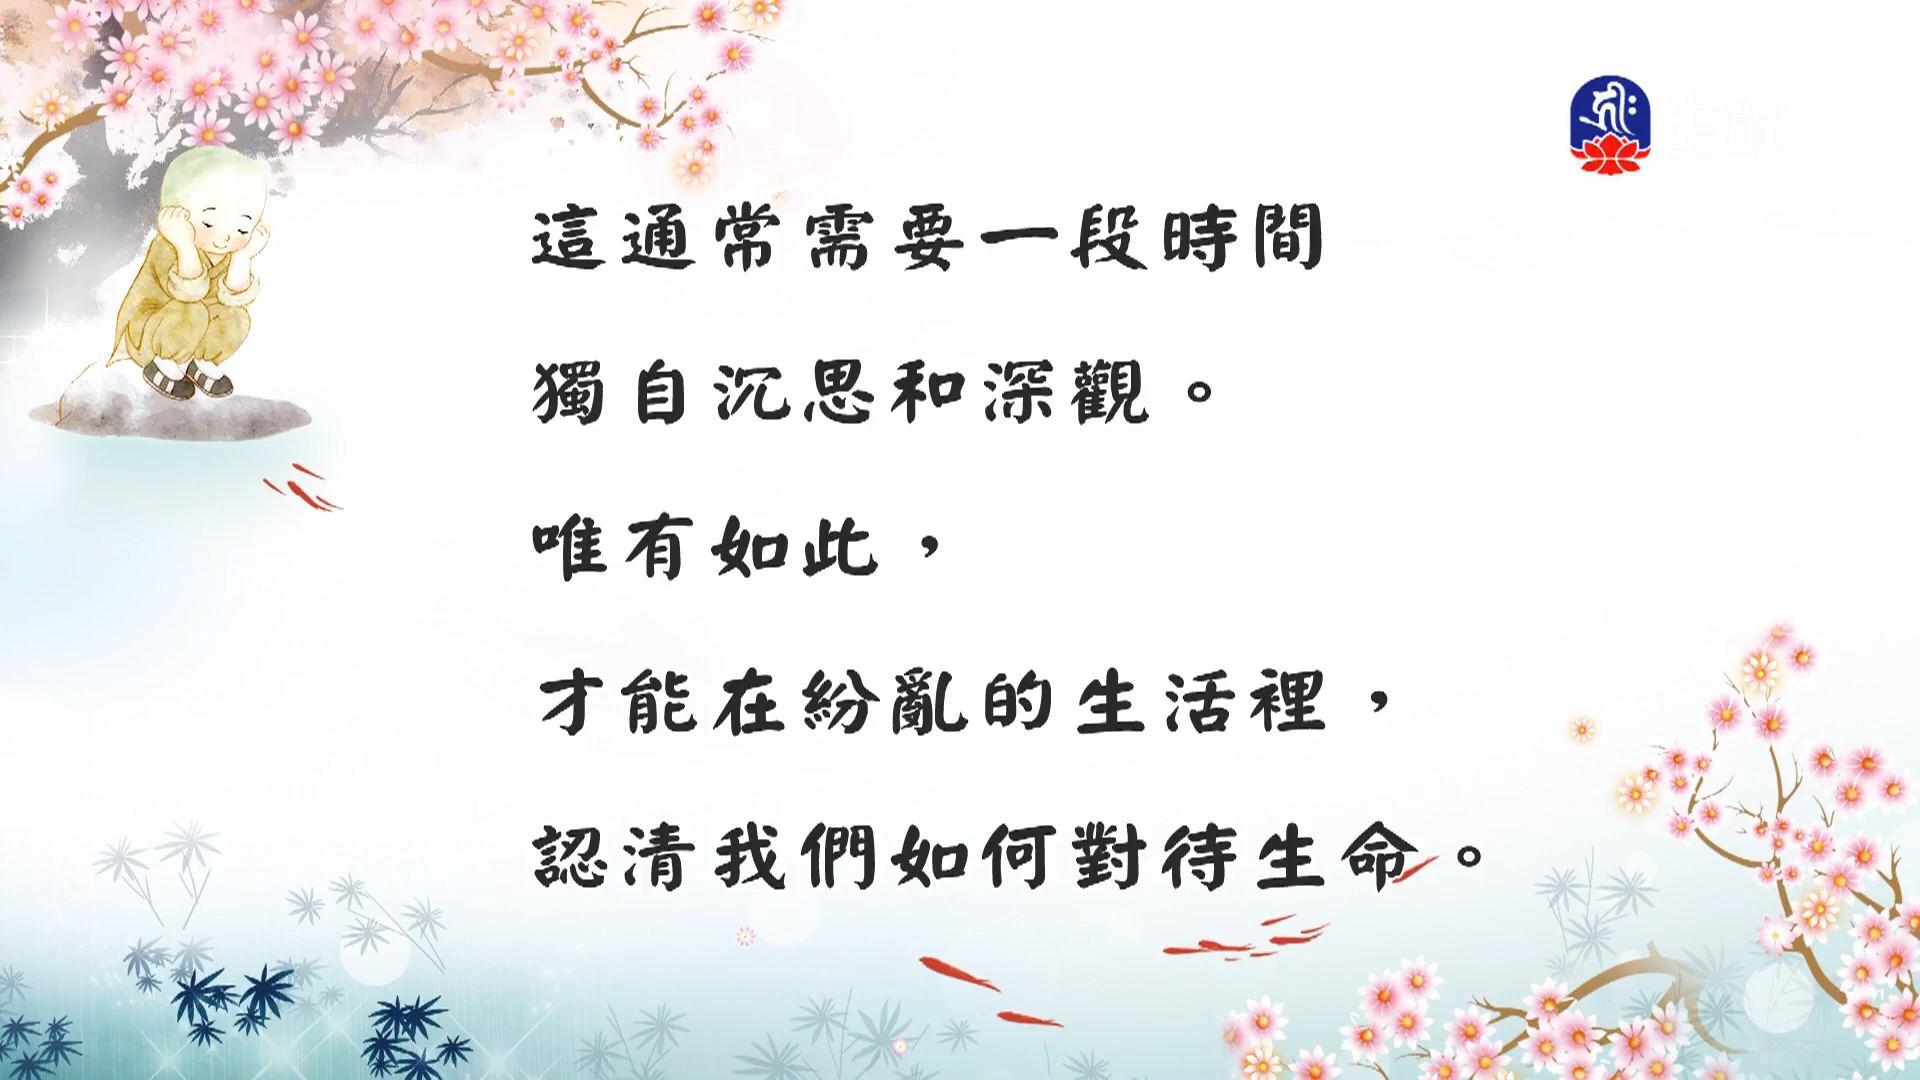 這通常需要一段時間
獨自沉思和深觀。
唯有如此，
才能在紛亂的生活裡，
認清我們如何對待生命。